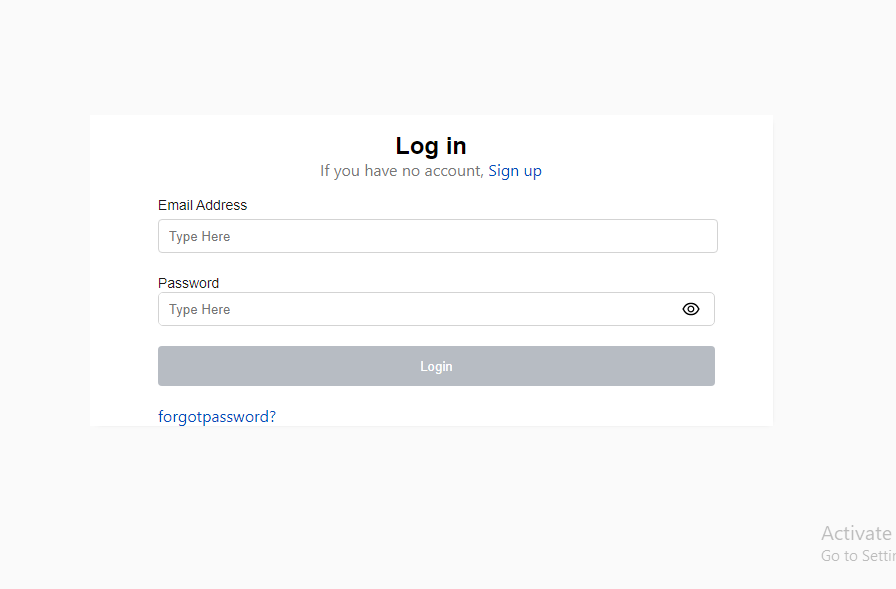 Log in
If you have no account, Sign up
Email Address
Type Here
Password
Type Here
Login
forgotpassword?
Activate
Go to